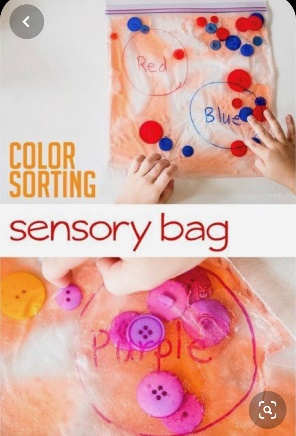 Red
Blue
COLOR
SORTING
sensory bag
Purple